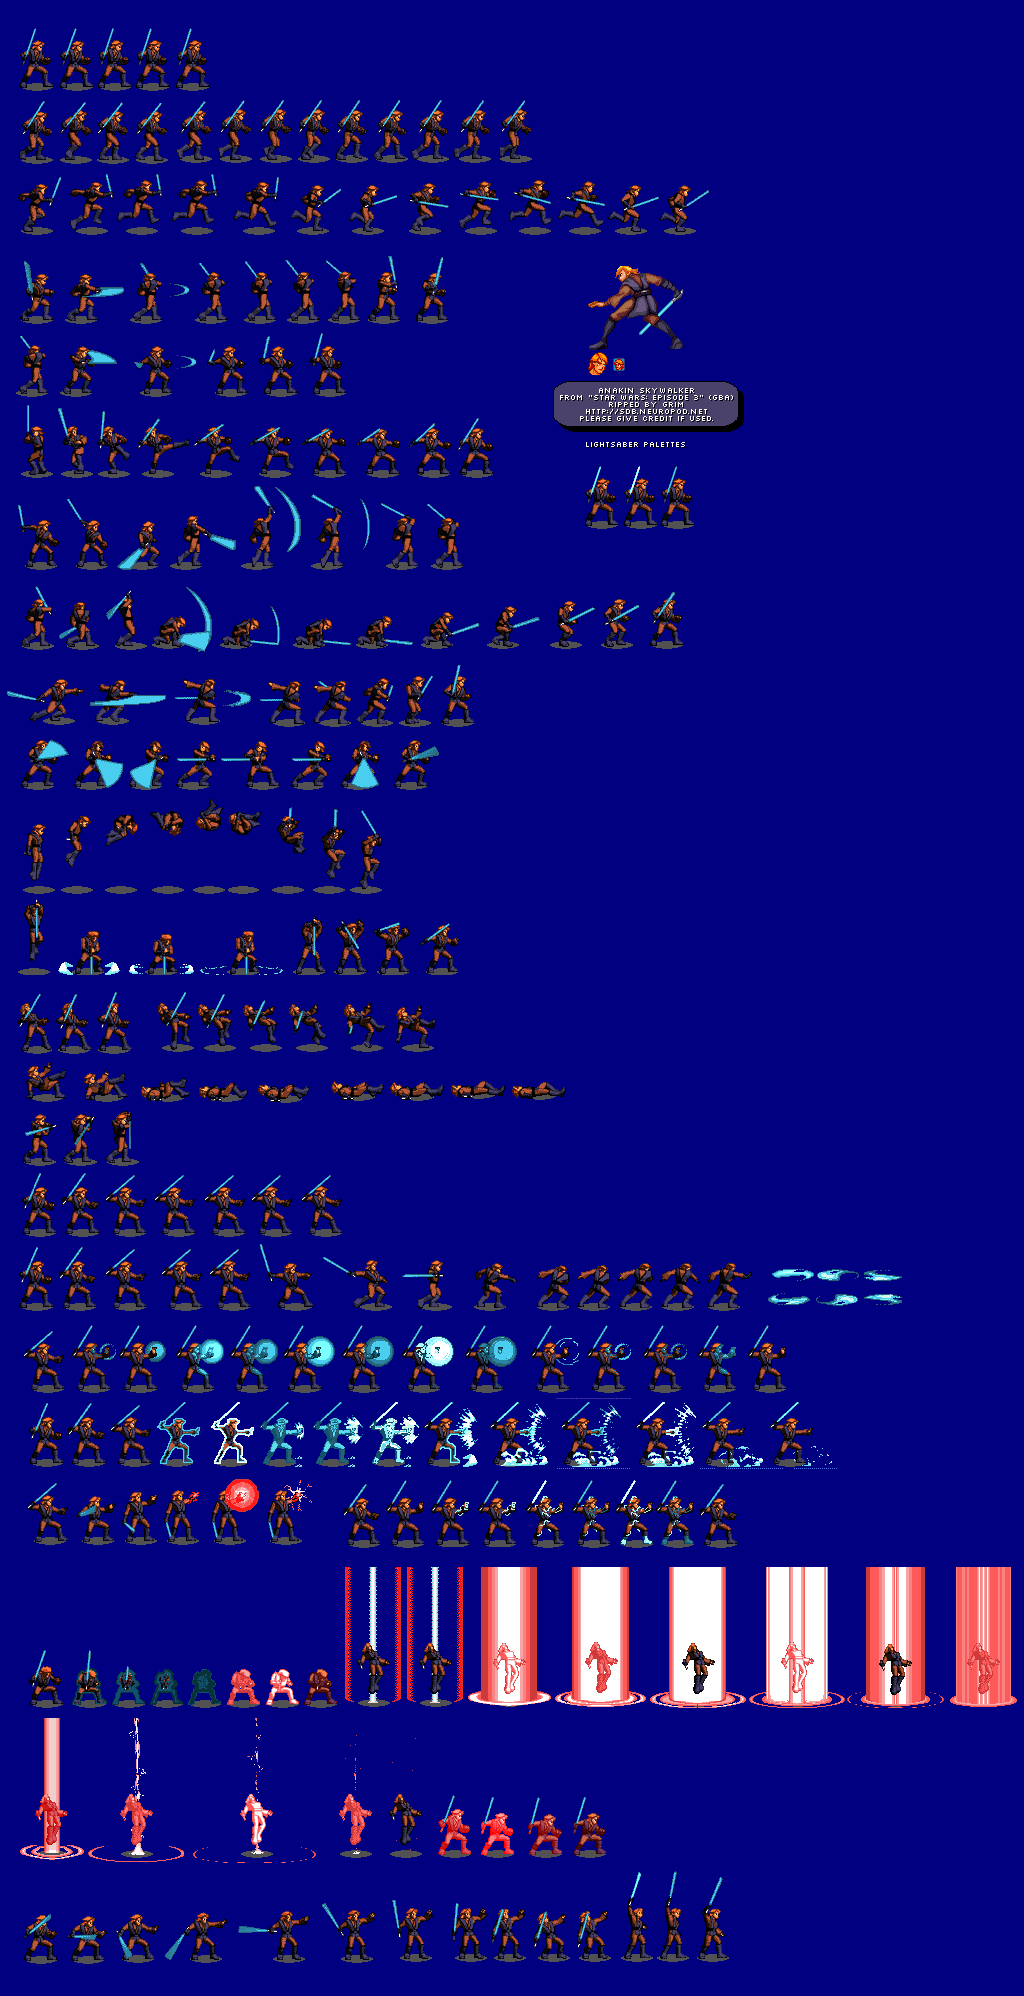 ANAKIN SKYWALKER
FROM "STAR WARS: EPISODE 3" (GBA)
RIPPED BY GRIM
HTTP://SDB.NEUROPOD.NET
PLEASE GIVE CREDIT IF USED.
LIGHTSABER PALETTES